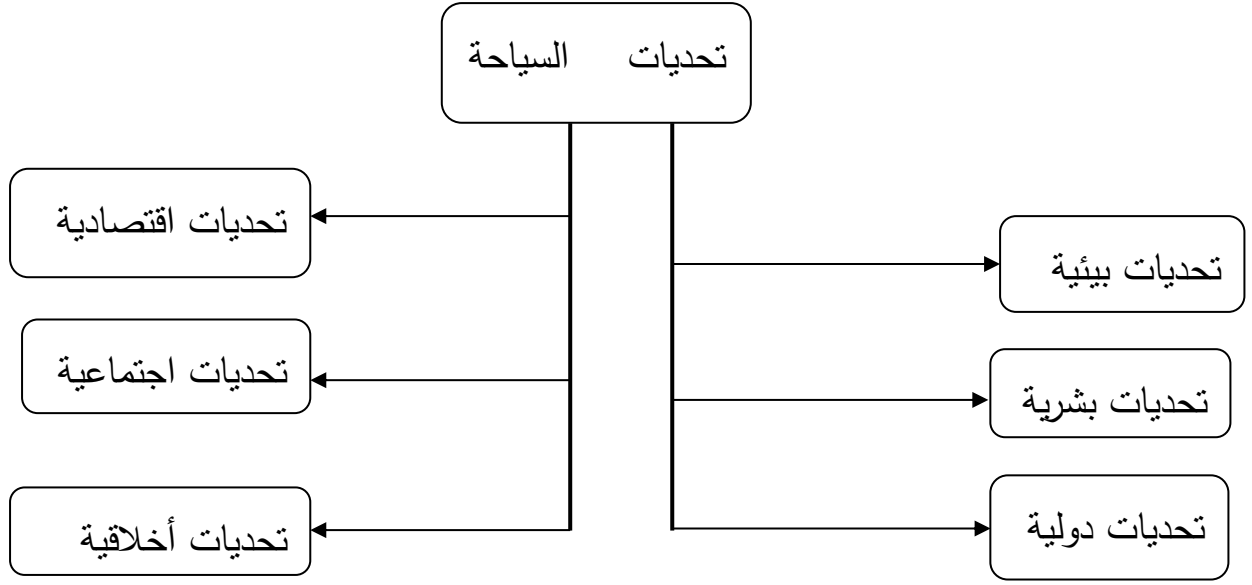 تحديات السياحة
تحديات بيئية
تحديات بشرية
تحديات دولية
تحديات اقتصادية
تحديات اجتماعية
تحديات أخلاقية